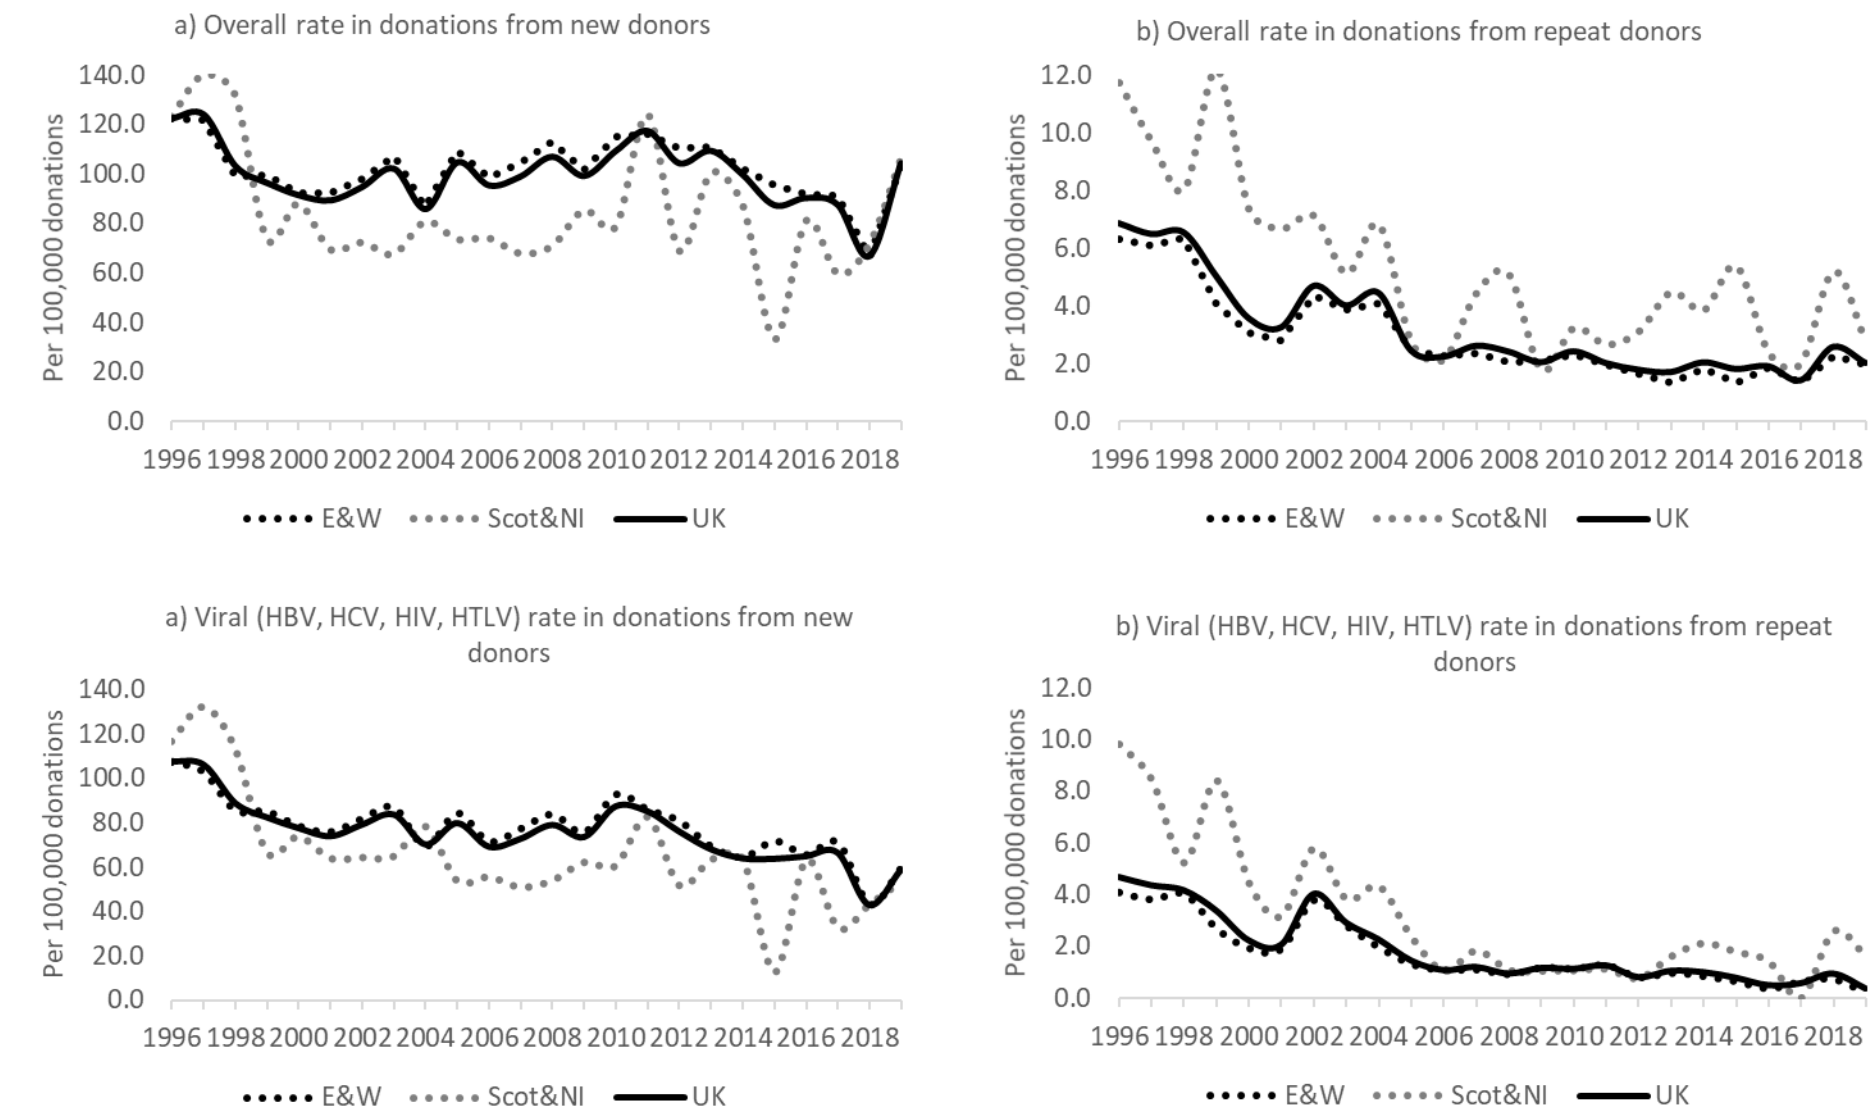 a) Overall rate in donations from new donors
140.0
120.0
100.0
80.0
60.0
40.0
20.0
0.0
Per 100,000 donations
1996 1998 2000 2002 2004 2006 2008 2010 2012 2014 2016 2018
E&W Scot&NI UK
b) Overall rate in donations from repeat donors
12.0
10.0
8.0
6.0
4.0
2.0
0.0
Per 100,000 donations
1996 1998 2000 2002 2004 2006 2008 2010 2012 2014 2016 2018
E&W Scot&NI UK
a) Viral (HBV, HCV, HIV, HTLV) rate in donations from new
donors
140.0
120.0
100.0
80.0
60.0
40.0
20.0
0.0
Per 100,000 donations
1996 1998 2000 2002 2004 2006 2008 2010 2012 2014 2016 2018
E&W Scot&NI UK
b) Viral (HBV, HCV, HIV, HTLV) rate in donations from repeat
donors
12.0
10.0
8.0
6.0
4.0
2.0
0.0
Per 100,000 donations
1996 1998 2000 2002 2004 2006 2008 2010 2012 2014 2016 2018
E&W Scot&NI UK